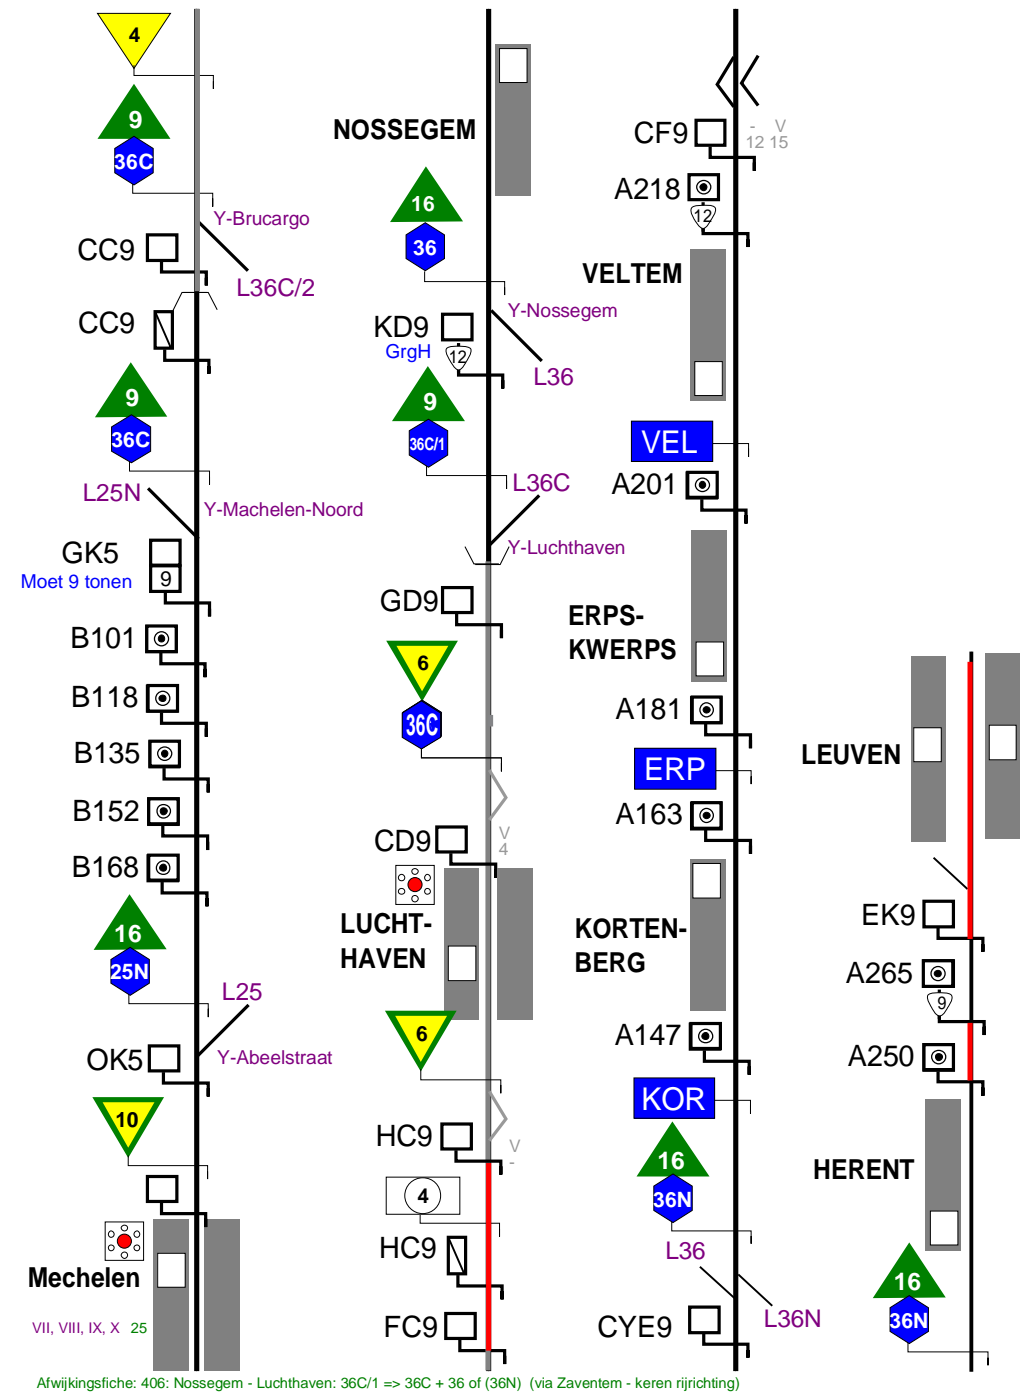 4
9
36C
Y-Brucargo
CC9
L36C/2
CC9
9
36C
L25N
Y-Machelen-Noord
GK5
Moet 9 tonen
9
B101
B118
B135
B152
B168
16
25N
L25
OK5
Y-Abeelstraat
10
Mechelen
VII, VIII, IX, X 25
NOSSEGEM
16
36
Y-Nossegem
KD9
GrgH
12
L36
9
36C/1
L36C
Y-Luchthaven
GD9
6
36C
V
4
CD9
LUCHT-
HAVEN
6
HC9
V
-
4
HC9
FC9
CF9
- V
12 15
A218
12
VELTEM
VEL
A201
ERPS-
KWERPS
A181
ERP
A163
KORTEN-
BERG
A147
KOR
16
36N
L36
L36N
CYE9
LEUVEN
EK9
A265
9
A250
HERENT
16
36N
Afwijkingsfiche: 406: Nossegem - Luchthaven: 36C/1 => 36C + 36 of (36N) (via Zaventem - keren rijrichting)